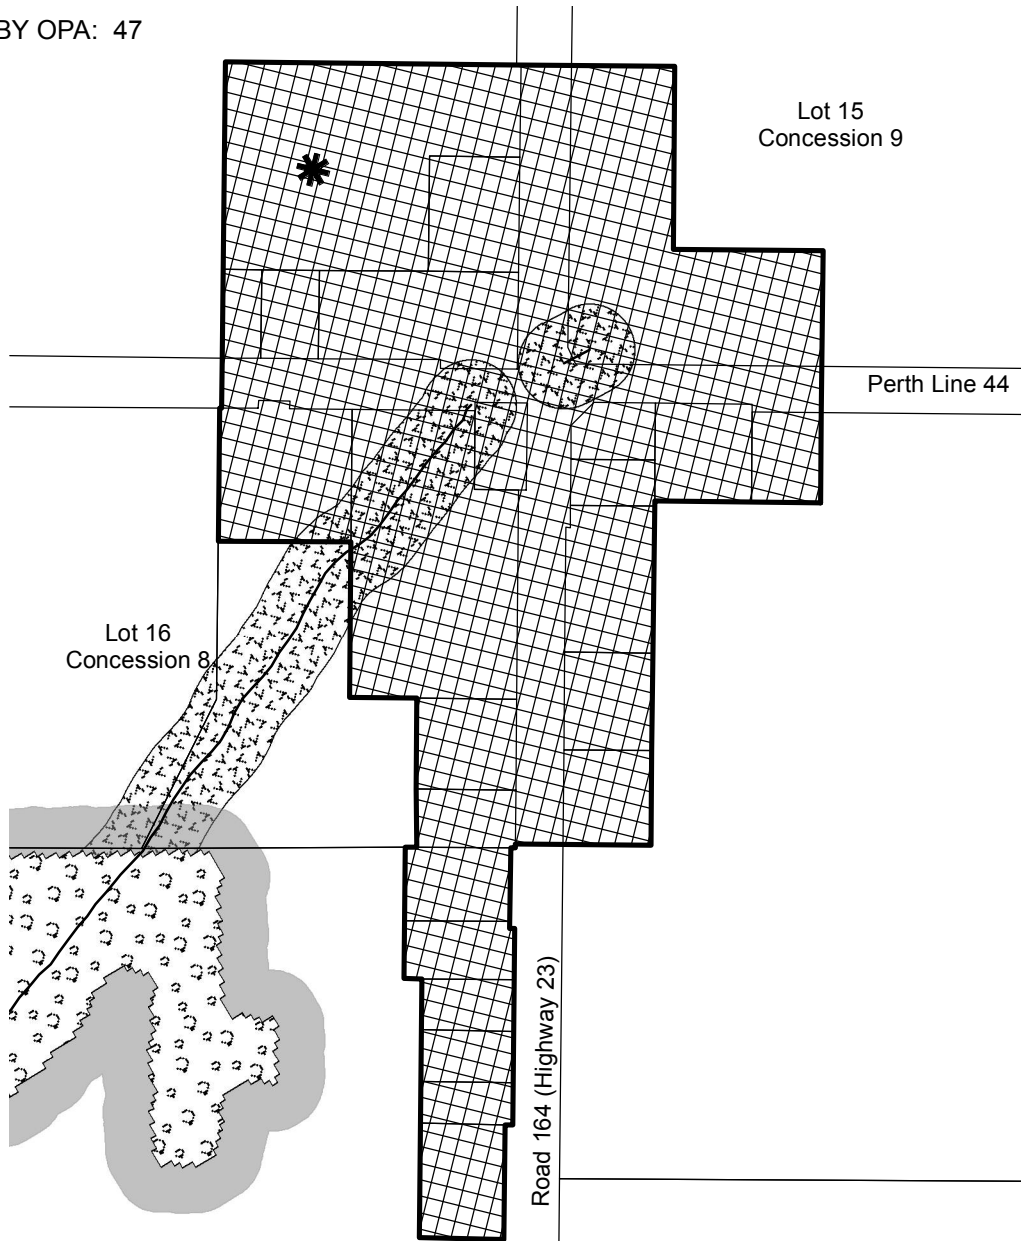 BY OPA: 47
Lot 15
Concession 9
Perth Line 44
Lot 16
Concession 8
Road 164 (Highway 23)